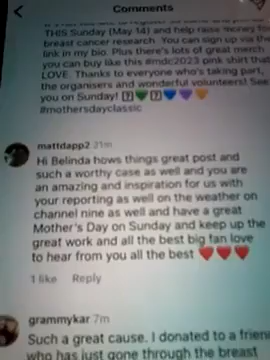 Comments
THIS Sunday (May 14) and help raise money for
breast cancer research. You can sign up via the
link in my bio. Plus there's lots of great merch
you can buy like this #mdc2023 pink shirt that I
LOVE. Thanks to everyone who's taking part,
the organisers and wonderful volunteers! See
you on Sunday! 💚💙💜💛
#mothersdayclassic
mattdapp2 21m
Hi Belinda hows things great post and
such a worthy case as well and you are
an amazing and inspiration for us with
your reporting as well on the weather on
channel nine as well and have a great
Mother's Day on Sunday and keep up the
great work and all the best big fan love
to hear from you all the best ❤️❤️❤️
1 like Reply
grammykar 7m
Such a great cause. I donated to a friend
who has just gone through the breast